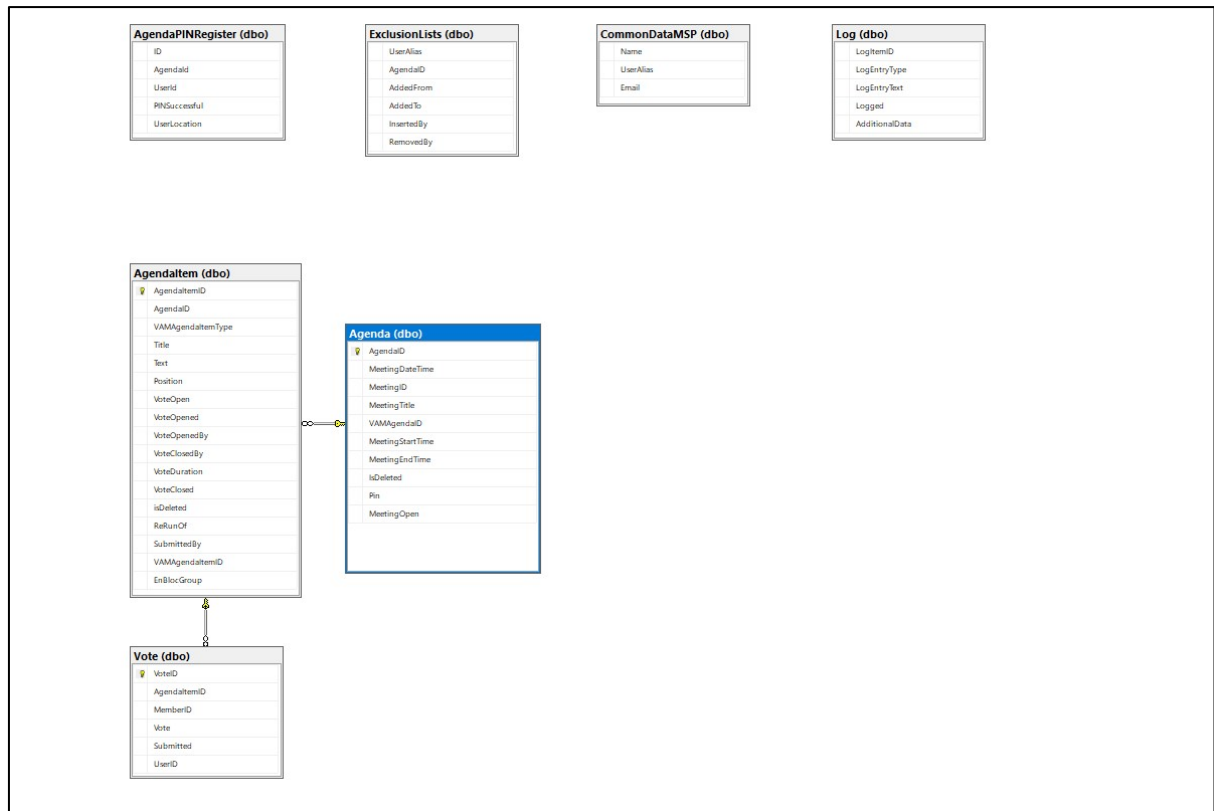 AgendaPINRegister (dbo)
ID
AgendaId
UserId
PINSuccessful
UserLocation
ExclusionLists (dbo)
UserAlias
AgendaID
AddedFrom
AddedTo
InsertedBy
RemovedBy
CommonDataMSP (dbo)
Name
UserAlias
Email
Log (dbo)
LogItemID
LogEntryType
LogEntryText
Logged
AdditionalData
AgendaItem (dbo)
AgendaItemID
AgendaID
VAMAgendaItemType
Title
Text
Position
VoteOpen
VoteOpened
VoteOpenedBy
VoteClosedBy
VoteDuration
VoteClosed
isDeleted
ReRunOf
SubmittedBy
VAMAgendaItemID
EnBlocGroup
Agenda (dbo)
AgendaID
MeetingDateTime
MeetingID
MeetingTitle
VAMAgendaID
MeetingStartTime
MeetingEndTime
IsDeleted
Pin
MeetingOpen
Vote (dbo)
VoteID
AgendaItemID
MemberID
Vote
Submitted
UserID